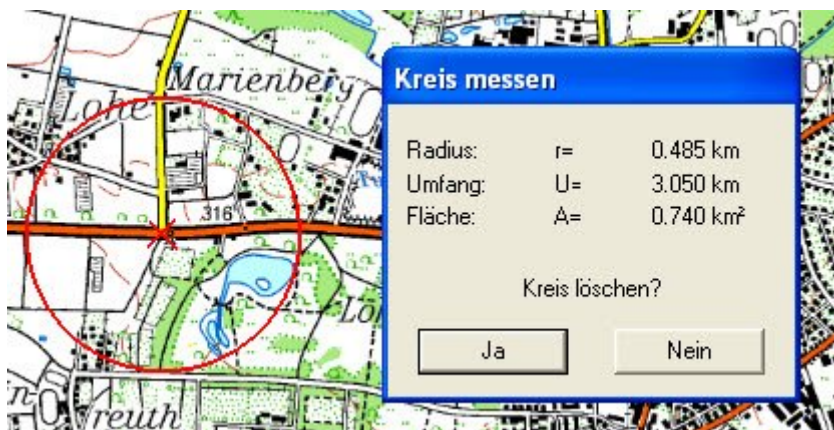 Marienberg
Lohe
316
Kreis messen
Radius: r= 0.485 km
Umfang: U= 3.050 km
Fläche: A= 0.740 km²
Kreis löschen?
Ja Nein
reuth